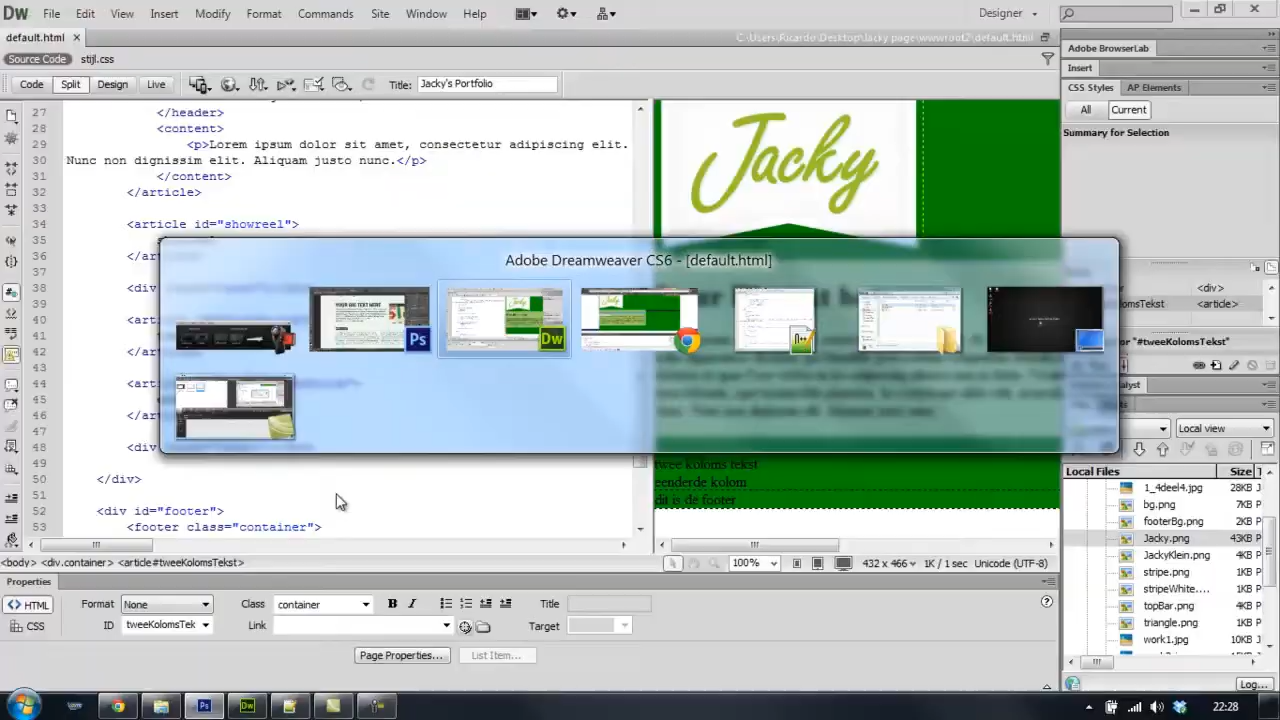 Dw File Edit View Insert Modify Format Commands Site Window Help Designer
default.html × C:\Users\Ricardo\Desktop\Jacky page\wwwroot2\default.html
Source Code stijl.css
Code Split Design Live Title: Jacky's Portfolio
Adobe BrowserLab
Insert
CSS Styles AP Elements
All Current
Summary for Selection
27 </header>
28 <content>
29 <p>Lorem ipsum dolor sit amet, consectetur adipiscing elit.
30 Nunc non dignissim elit. Aliquam justo nunc.</p>
31 </content>
32 </article>
33
34 <article id="showreel">
35
36
37
38
39
40
41
42
43
44
45
46
47
48
49
50 </div>
51
52 <div id="footer">
53 <footer class="container">
Jacky
Adobe Dreamweaver CS6 - [default.html]
Ps
Dw
<div>
<article>
"#tweeKolomsTekst"
twee koloms tekst
eenderde kolom
dit is de footer
Local view
Local Files Size
1_4deel4.jpg 28KB
bg.png 7KB
footerBg.png 2KB
Jacky.png 43KB
JackyKlein.png 4KB
stripe.png 1KB
stripeWhite.... 1KB
topBar.png 4KB
triangle.png 1KB
work1.jpg 10KB
Log...
<body> <div.container> <article#tweeKolomsTekst> 100% 432 x 466 1K / 1 sec Unicode (UTF-8)
Properties
HTML Format None Class container B I Title
CSS ID tweeKolomsTek Link Target
Page Properties... List Item...
Ps Dw 22:28